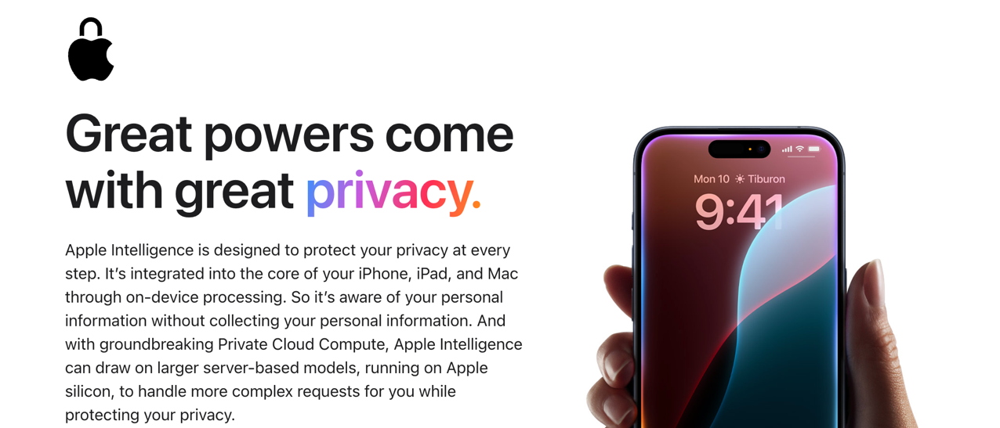 Great powers come
with great privacy.
Apple Intelligence is designed to protect your privacy at every
step. It’s integrated into the core of your iPhone, iPad, and Mac
through on-device processing. So it’s aware of your personal
information without collecting your personal information. And
with groundbreaking Private Cloud Compute, Apple Intelligence
can draw on larger server-based models, running on Apple
silicon, to handle more complex requests for you while
protecting your privacy.
Mon 10 Tiburon
9:41